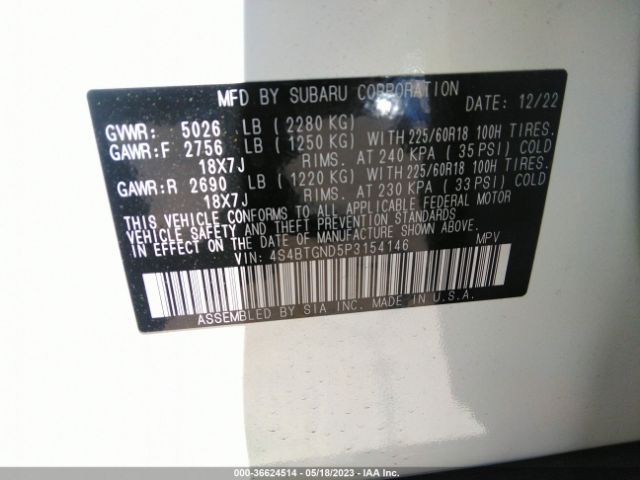 MFD BY SUBARU CORPORATION
DATE: 12/22
GVWR: 5026 LB (2280 KG)
GAWR:F 2756 LB (1250 KG) WITH 225/60R18 100H TIRES.
18X7J RIMS. AT 240 KPA (35 PSI) COLD
GAWR:R 2690 LB (1220 KG) WITH 225/60R18 100H TIRES.
18X7J RIMS. AT 230 KPA (33 PSI) COLD
THIS VEHICLE CONFORMS TO ALL APPLICABLE FEDERAL MOTOR
VEHICLE SAFETY AND THEFT PREVENTION STANDARDS
IN EFFECT ON THE DATE OF MANUFACTURE SHOWN ABOVE.
VIN: 4S4BTGND5P3154146 MPV
ASSEMBLED BY SIA INC. MADE IN U.S.A.
000-36624514 - 05/18/2023 - IAA Inc.